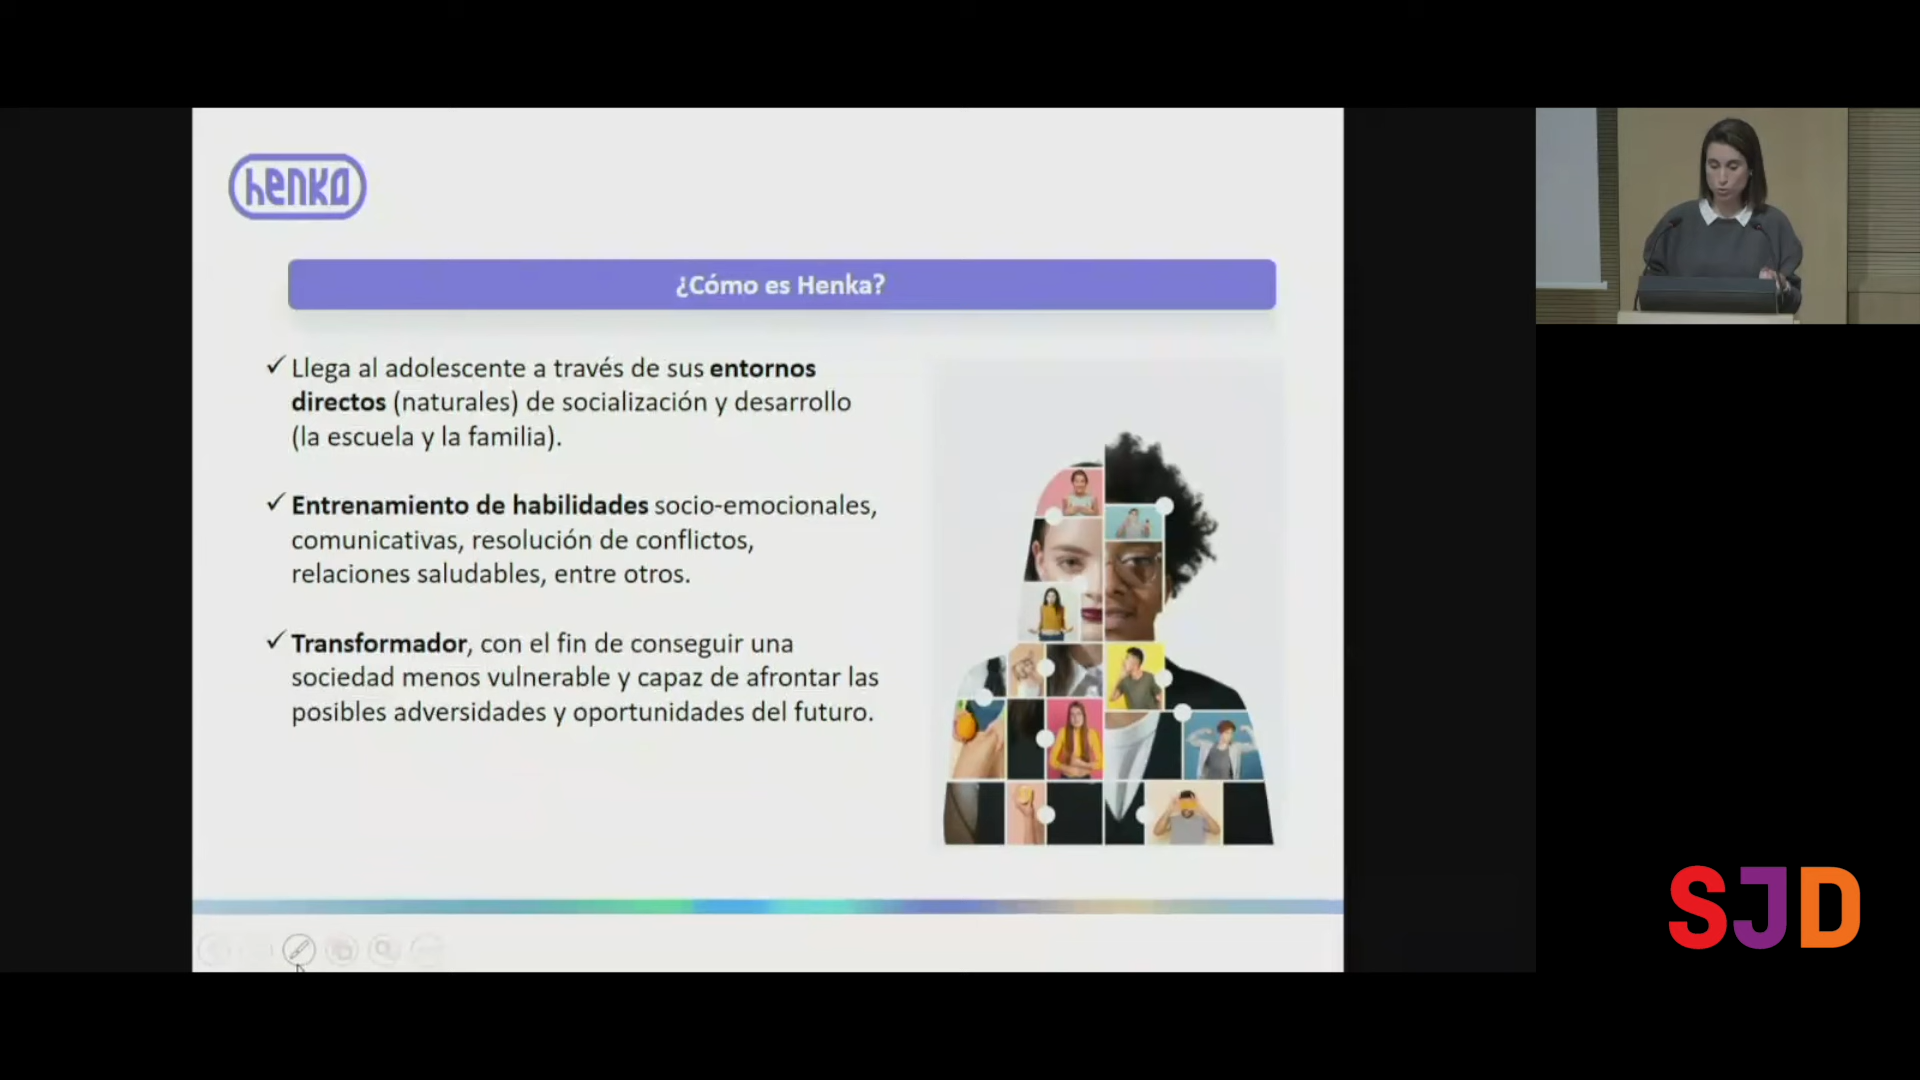 henka
¿Cómo es Henka?
✓ Llega al adolescente a través de sus entornos
directos (naturales) de socialización y desarrollo
(la escuela y la familia).
✓ Entrenamiento de habilidades socio-emocionales,
comunicativas, resolución de conflictos,
relaciones saludables, entre otros.
✓ Transformador, con el fin de conseguir una
sociedad menos vulnerable y capaz de afrontar las
posibles adversidades y oportunidades del futuro.
SJD